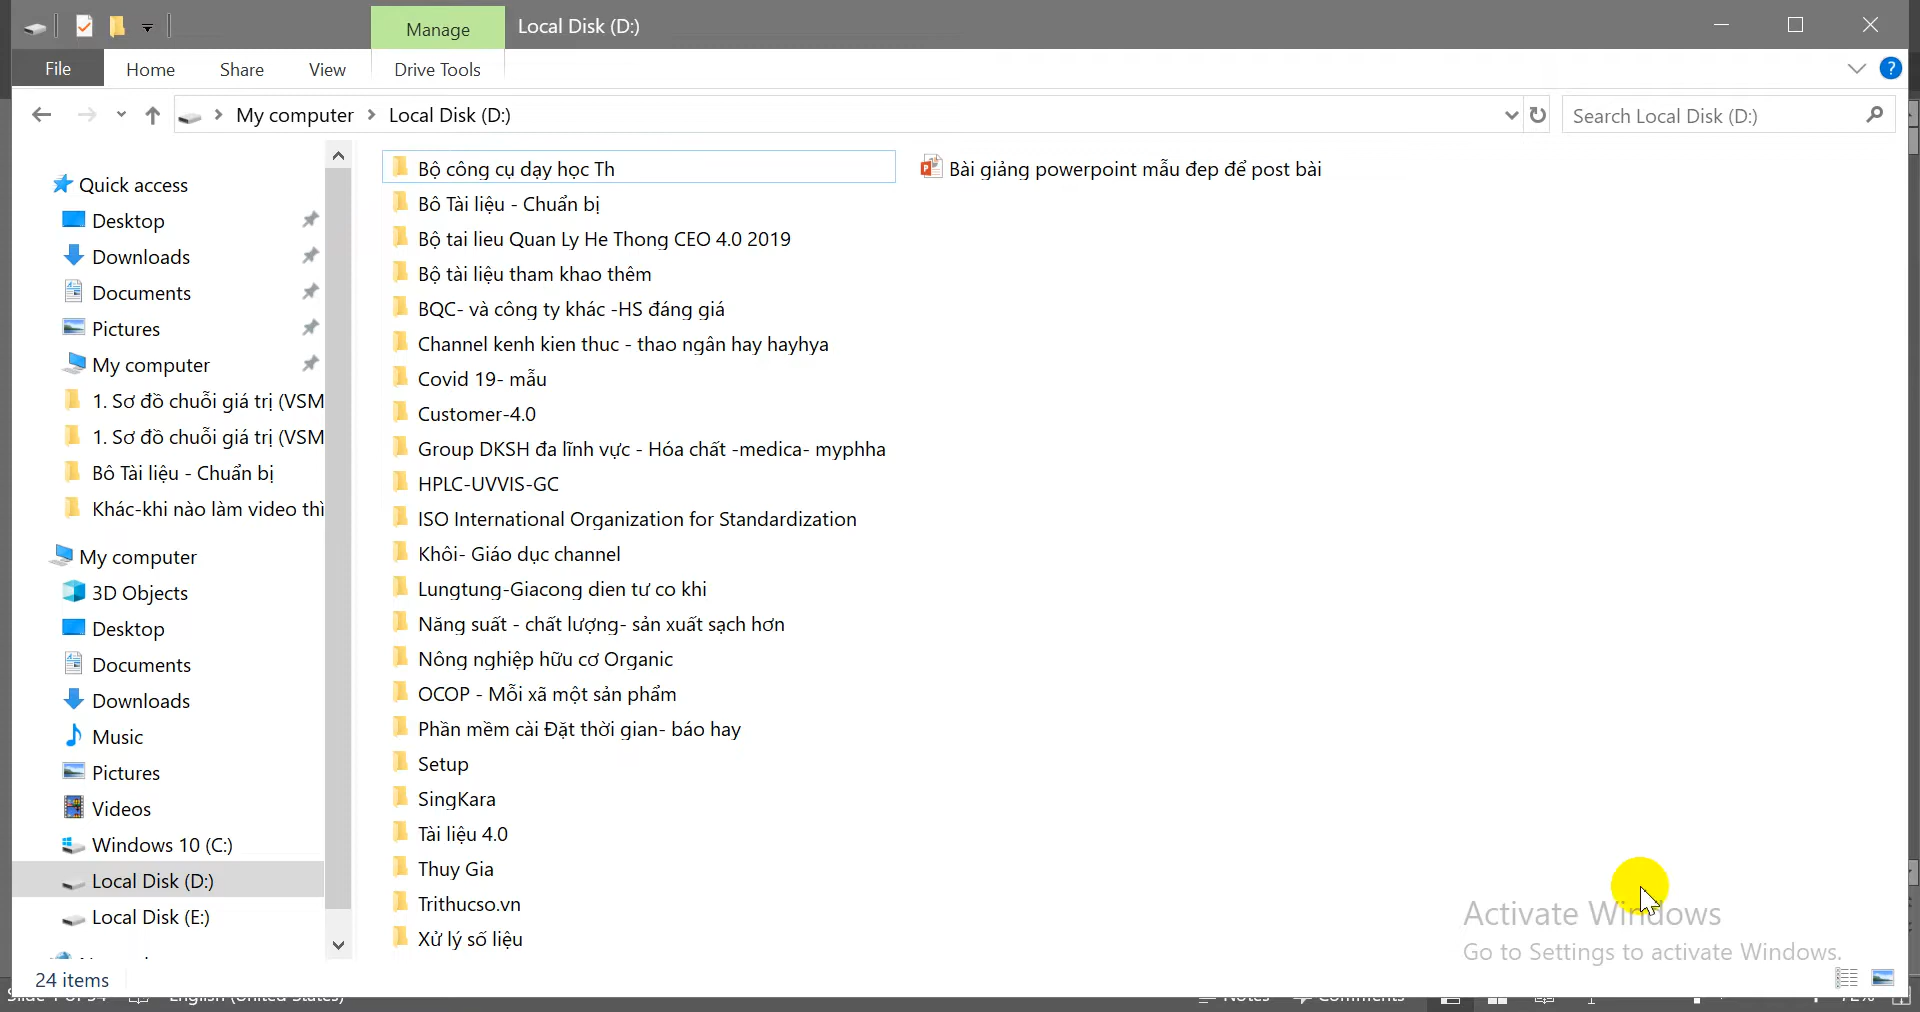 Manage
Local Disk (D:)
File
Home
Share
View
Drive Tools
My computer
Local Disk (D:)
Search Local Disk (D:)
Quick access
Desktop
Downloads
Documents
Pictures
My computer
1. Sơ đồ chuỗi giá trị (VSM
1. Sơ đồ chuỗi giá trị (VSM
Bô Tài liệu - Chuẩn bị
Khác-khi nào làm video thì
My computer
3D Objects
Desktop
Documents
Downloads
Music
Pictures
Videos
Windows 10 (C:)
Local Disk (D:)
Local Disk (E:)
Bộ công cụ dạy học Th
Bô Tài liệu - Chuẩn bị
Bộ tai lieu Quan Ly He Thong CEO 4.0 2019
Bộ tài liệu tham khao thêm
BQC- và công ty khác -HS đáng giá
Channel kenh kien thuc - thao ngân hay hayhya
Covid 19- mẫu
Customer-4.0
Group DKSH đa lĩnh vực - Hóa chất -medica- myphha
HPLC-UVVIS-GC
ISO International Organization for Standardization
Khôi- Giáo dục channel
Lungtung-Giacong dien tư co khi
Năng suất - chất lượng- sản xuất sạch hơn
Nông nghiệp hữu cơ Organic
OCOP - Mỗi xã một sản phẩm
Phần mềm cài Đặt thời gian- báo hay
Setup
SingKara
Tài liệu 4.0
Thuy Gia
Trithucso.vn
Xử lý số liệu
Bài giảng powerpoint mẫu đẹp để post bài
Activate Windows
Go to Settings to activate Windows.
24 items
English (United States)
Notes
Comments
72%